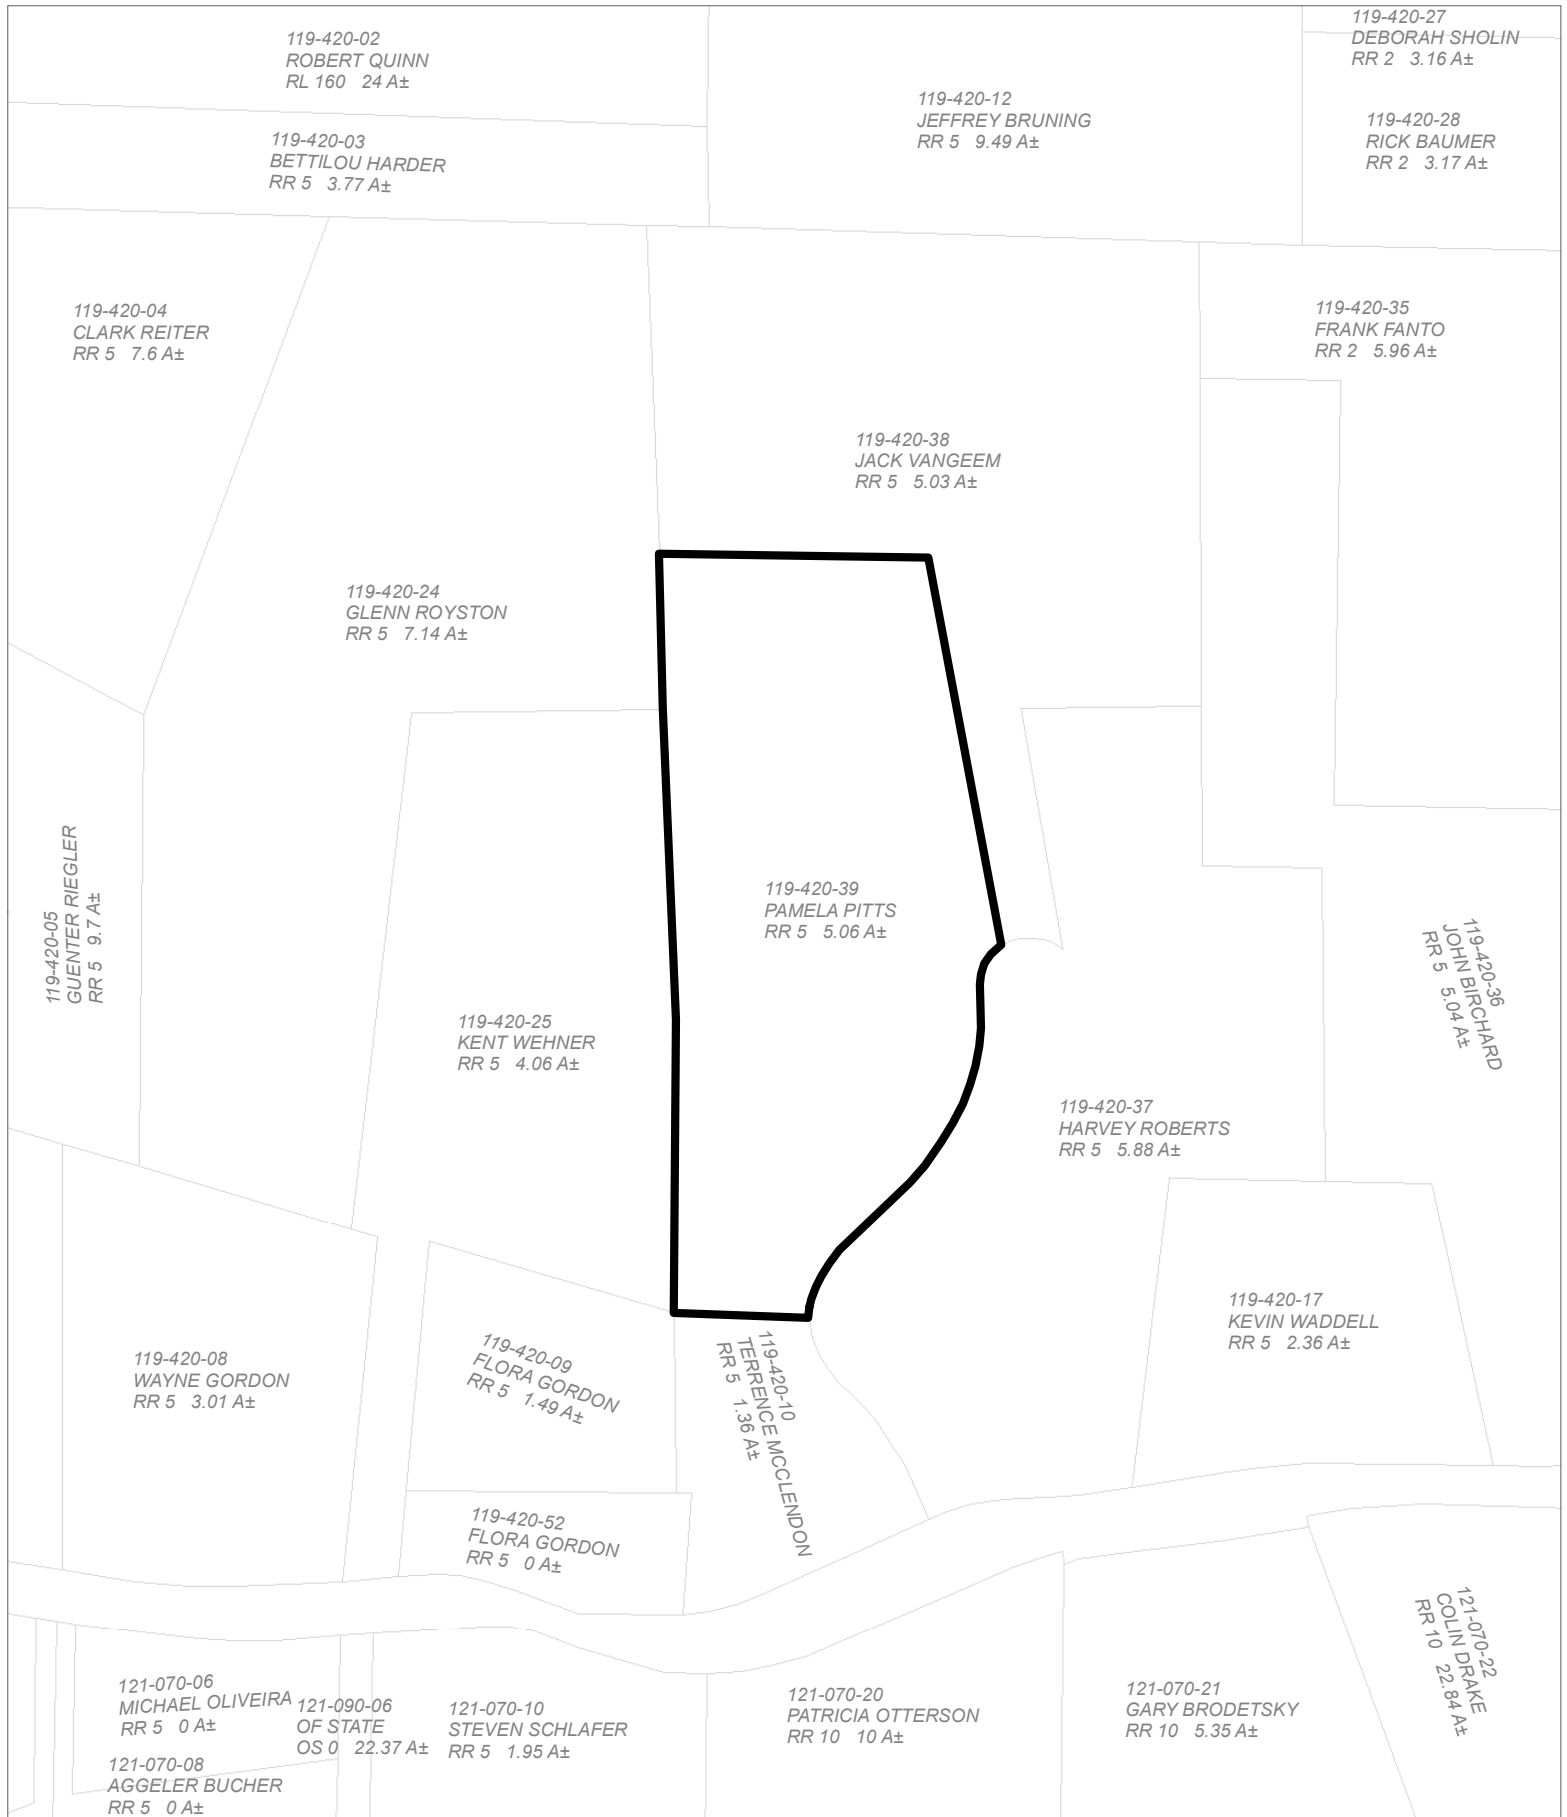 119-420-02
ROBERT QUINN
RL 160 24 A±
119-420-27
DEBORAH SHOLIN
RR 2 3.16 A±
119-420-12
JEFFREY BRUNING
RR 5 9.49 A±
119-420-28
RICK BAUMER
RR 2 3.17 A±
119-420-03
BETTILOU HARDER
RR 5 3.77 A±
119-420-04
CLARK REITER
RR 5 7.6 A±
119-420-35
FRANK FANTO
RR 2 5.96 A±
119-420-38
JACK VANGEEM
RR 5 5.03 A±
119-420-24
GLENN ROYSTON
RR 5 7.14 A±
119-420-05
GUENTER RIEGLER
RR 5 9.7 A±
119-420-39
PAMELA PITTS
RR 5 5.06 A±
119-420-36
JOHN BIRCHARD
RR 5 5.04 A±
119-420-25
KENT WEHNER
RR 5 4.06 A±
119-420-37
HARVEY ROBERTS
RR 5 5.88 A±
119-420-17
KEVIN WADDELL
RR 5 2.36 A±
119-420-08
WAYNE GORDON
RR 5 3.01 A±
119-420-09
FLORA GORDON
RR 5 1.49 A±
119-420-10
TERRENCE MCCLENDON
RR 5 1.36 A±
119-420-52
FLORA GORDON
RR 5 0 A±
121-070-06
MICHAEL OLIVEIRA
RR 5 0 A±
121-090-06
OF STATE
OS 0 22.37 A±
121-070-10
STEVEN SCHLAFER
RR 5 1.95 A±
121-070-20
PATRICIA OTTERSON
RR 10 10 A±
121-070-21
GARY BRODETSKY
RR 10 5.35 A±
121-070-22
COLIN DRAKE
RR 10 22.84 A±
121-070-08
AGGELER BUCHER
RR 5 0 A±